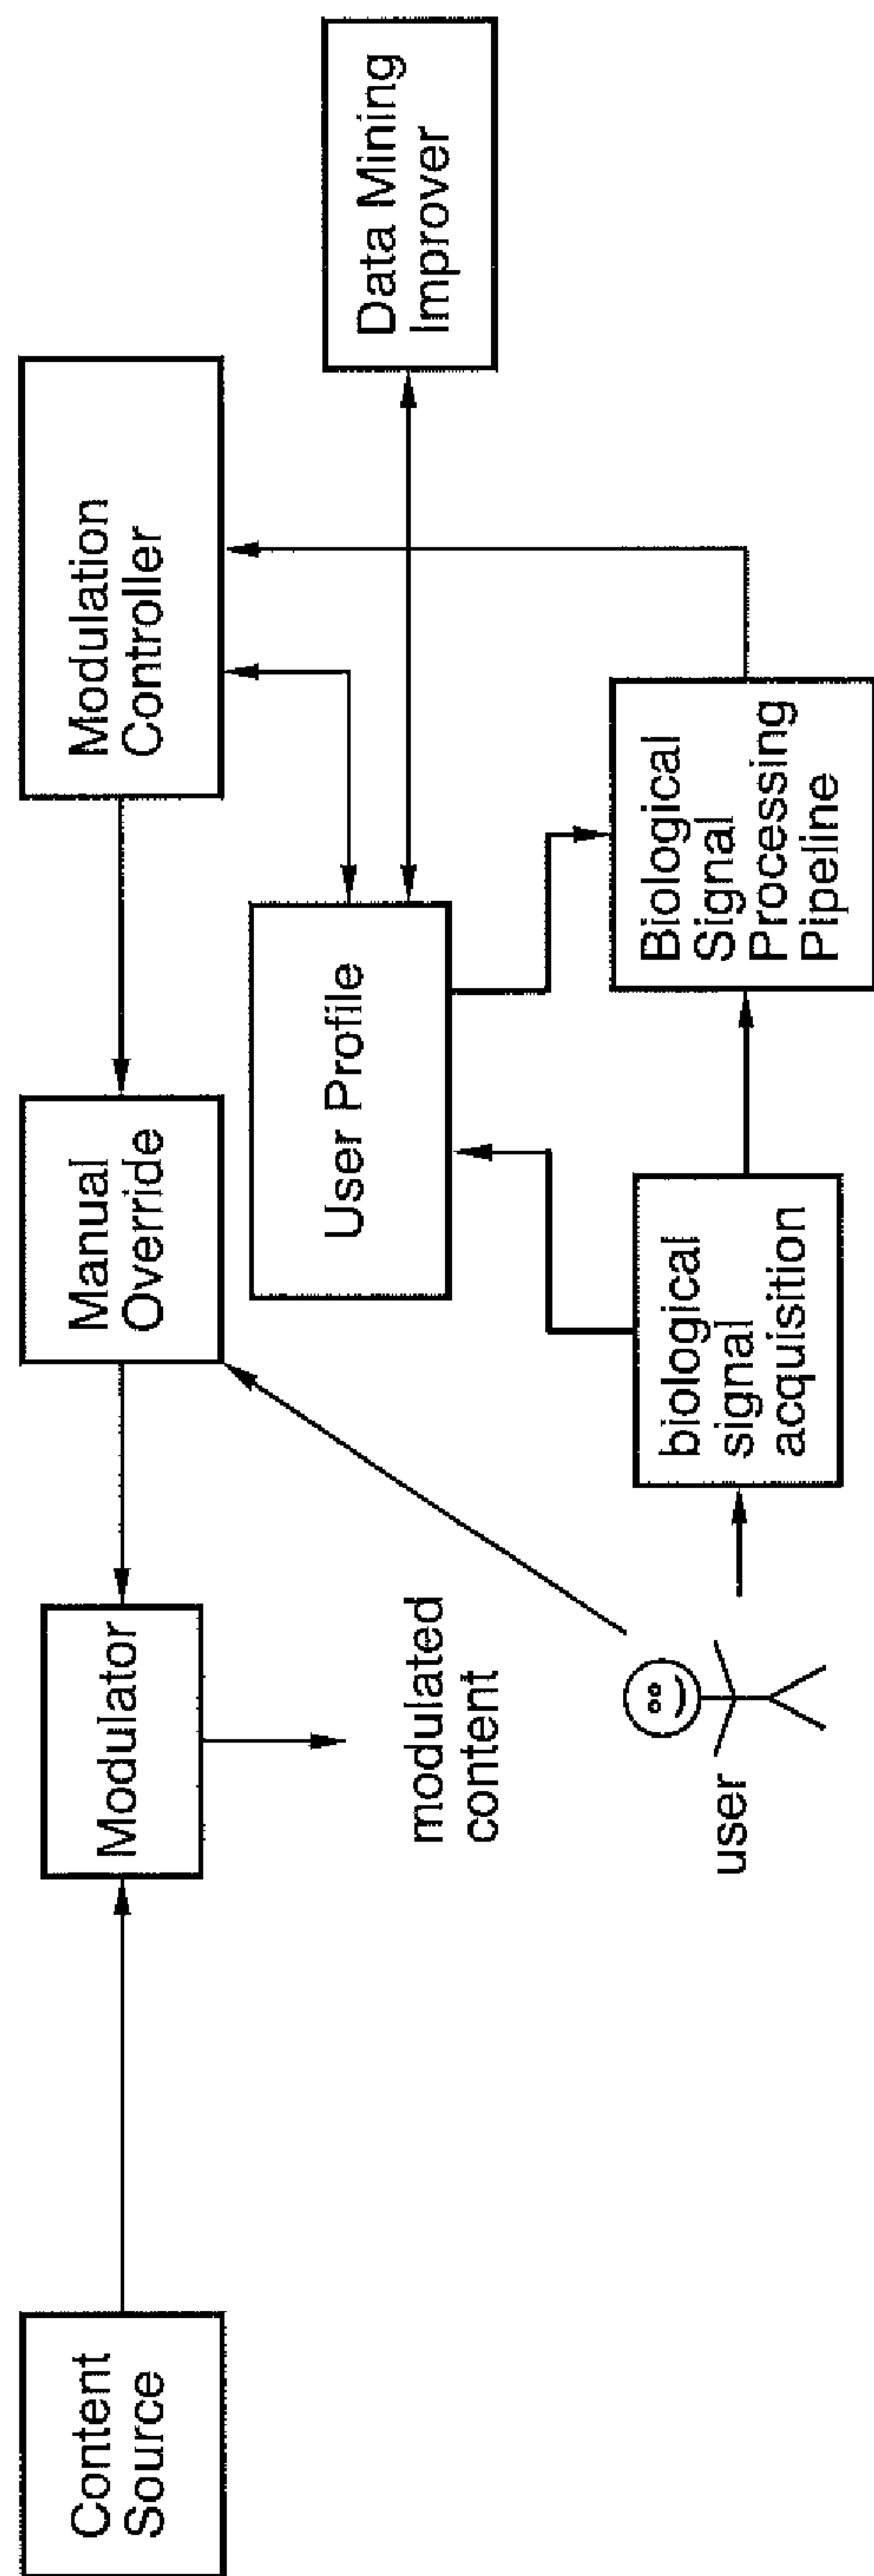 Content
Source
Modulator
Manual
Override
Modulation
Controller
modulated
content
User Profile
Data Mining
Improver
user
biological
signal
acquisition
Biological
Signal
Processing
Pipeline